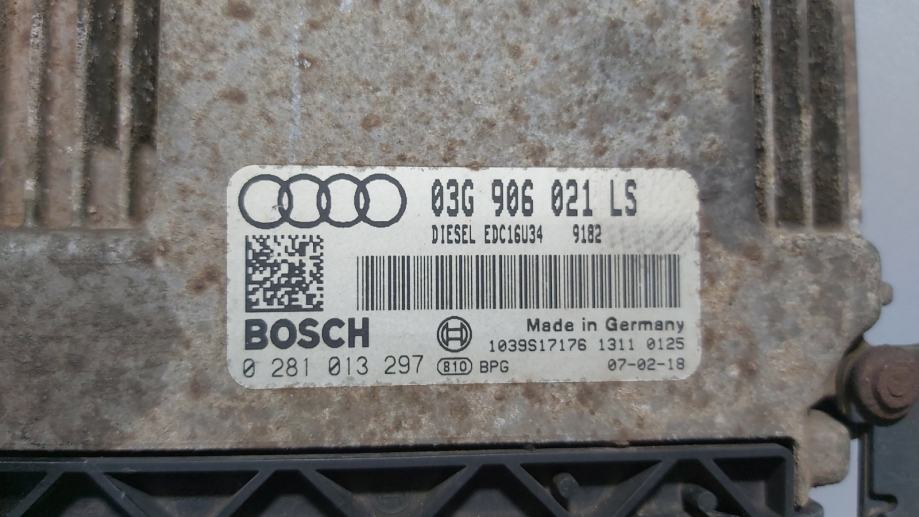 03G 906 021 LS
DIESEL EDC16U34 9182
BOSCH
Made in Germany
1039S17176 1311 0125
0 281 013 297 810 BPG 07-02-18